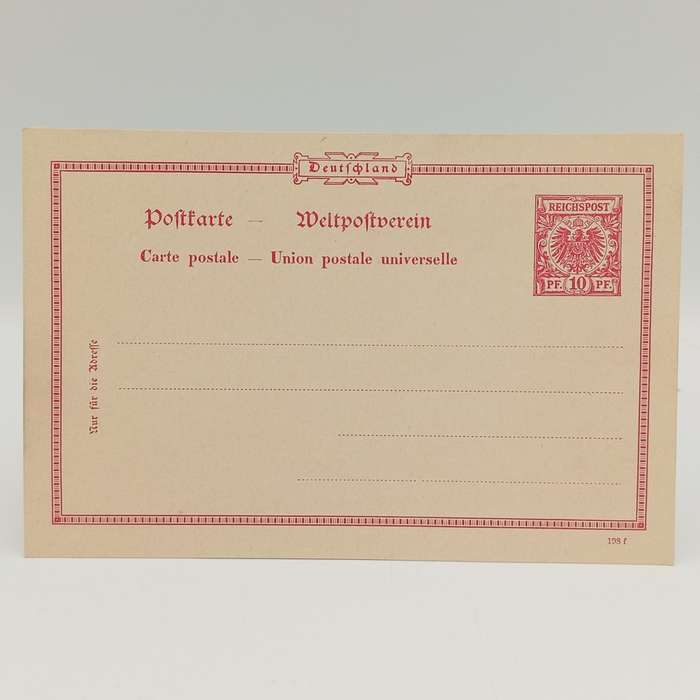 Deutſchland
Poſtkarte — Weltpoſtverein
Carte postale — Union postale universelle
REICHSPOST
PF. 10 PF.
Nur für die Adreſſe
198 f